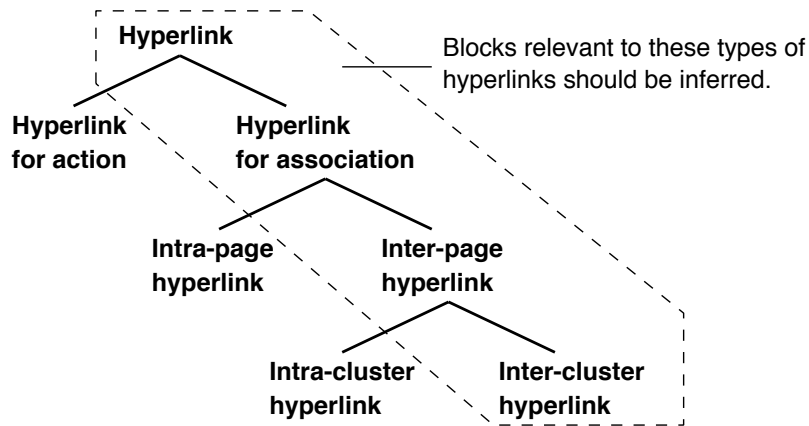 Hyperlink
Blocks relevant to these types of
hyperlinks should be inferred.
Hyperlink
for action
Hyperlink
for association
Intra-page
hyperlink
Inter-page
hyperlink
Intra-cluster
hyperlink
Inter-cluster
hyperlink